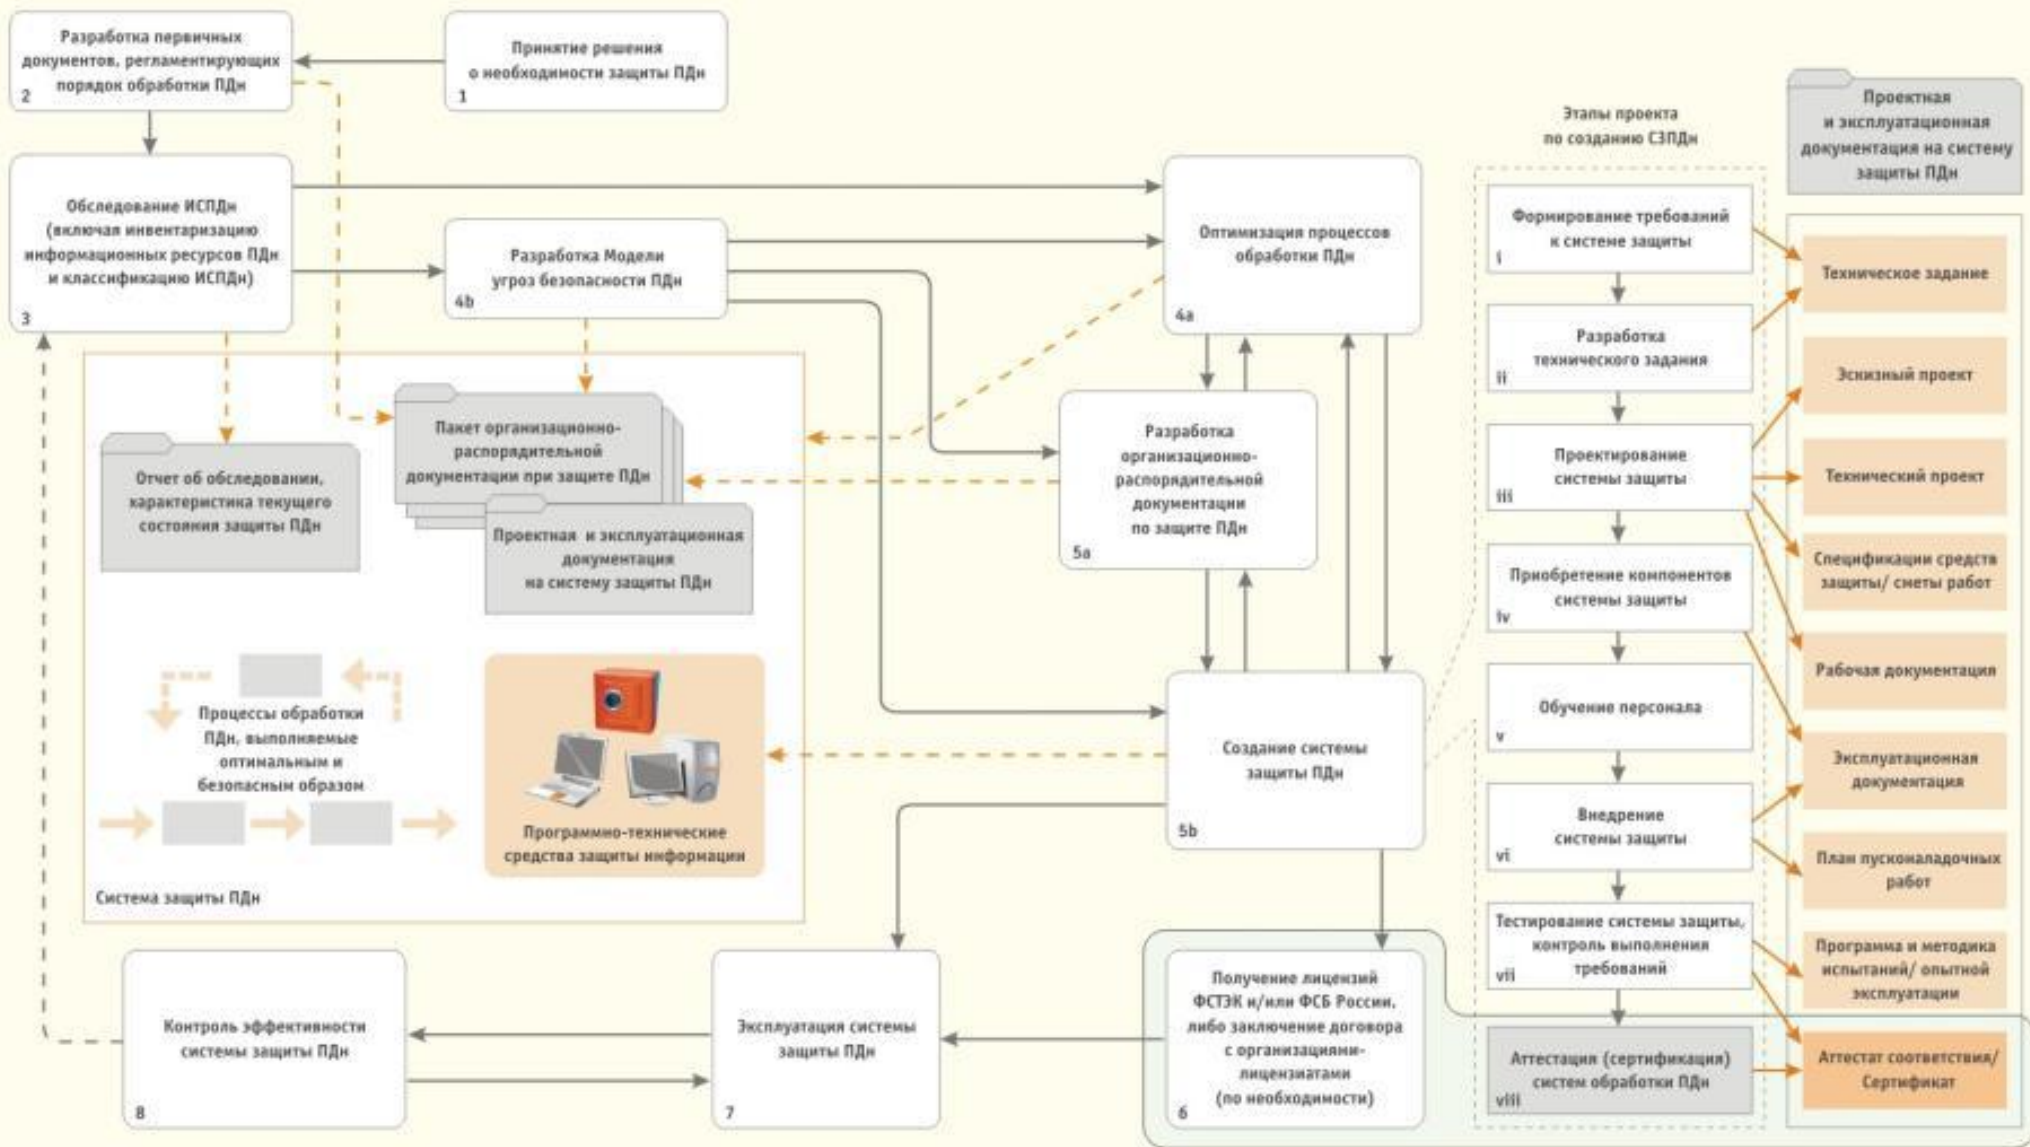 Разработка первичных
документов, регламентирующих
порядок обработки ПДн
2
Принятие решения
о необходимости защиты ПДн
1
Обследование ИСПДн
(включая инвентаризацию
информационных ресурсов ПДн
и классификацию ИСПДн)
3
Разработка Модели
угроз безопасности ПДн
4b
Оптимизация процессов
обработки ПДн
4a
Отчет об обследовании,
характеристика текущего
состояния защиты ПДн
Пакет организационно-
распорядительной
документации при защите ПДн
Проектная и эксплуатационная
документация
на систему защиты ПДн
Разработка
организационно-
распорядительной
документации
по защите ПДн
5a
Процессы обработки
ПДн, выполняемые
оптимальным и
безопасным образом
Программно-технические
средства защиты информации
Система защиты ПДн
Создание системы
защиты ПДн
5b
Контроль эффективности
системы защиты ПДн
8
Эксплуатация системы
защиты ПДн
7
Получение лицензий
ФСТЭК и/или ФСБ России,
либо заключение договора
с организациями-
лицензиатами
(по необходимости)
6
Этапы проекта
по созданию СЗПДн
Формирование требований
к системе защиты
i
Разработка
технического задания
ii
Проектирование
системы защиты
iii
Приобретение компонентов
системы защиты
iv
Обучение персонала
v
Внедрение
системы защиты
vi
Тестирование системы защиты,
контроль выполнения
требований
vii
Аттестация (сертификация)
систем обработки ПДн
viii
Проектная
и эксплуатационная
документация на систему
защиты ПДн
Техническое задание
Эскизный проект
Технический проект
Спецификации средств
защиты/ сметы работ
Рабочая документация
Эксплуатационная
документация
План пусконаладочных
работ
Программа и методика
испытаний/ опытной
эксплуатации
Аттестат соответствия/
Сертификат